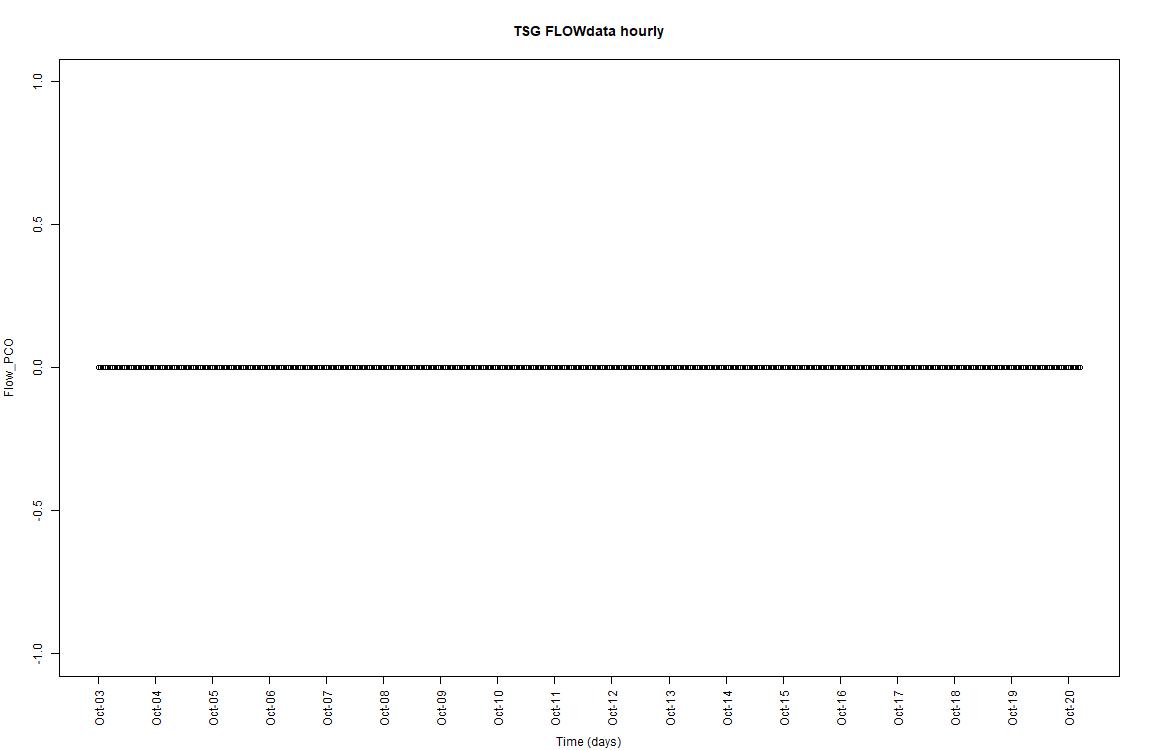 TSG FLOWdata hourly
1.0
0.5
0.0
-0.5
-1.0
Flow_PCO
Oct-03
Oct-04
Oct-05
Oct-06
Oct-07
Oct-08
Oct-09
Oct-10
Oct-11
Oct-12
Oct-13
Oct-14
Oct-15
Oct-16
Oct-17
Oct-18
Oct-19
Oct-20
Time (days)